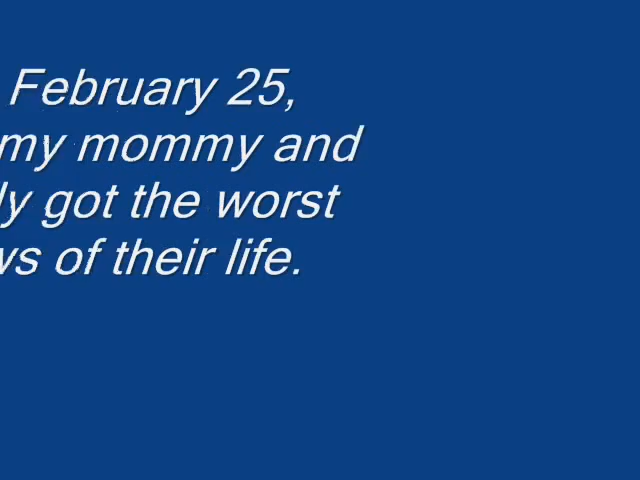 February 25,
my mommy and
got the worst
of their life.